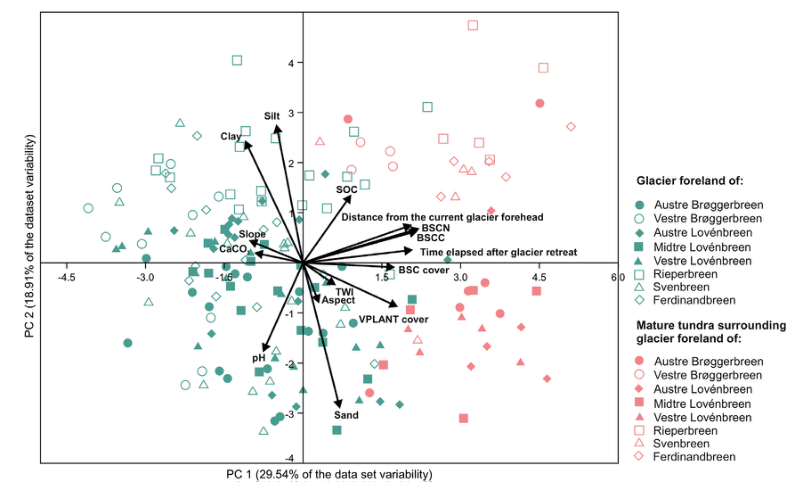 4
Silt
3
Clay
2
SOC
1
Distance from the current glacier forehead
BSCN
BSCC
Slope
CaCO3
Time elapsed after glacier retreat
-4.5
-3.0
-1.5
1.5
3.0
4.5
6.0
BSC cover
TWI
Aspect
-1
VPLANT cover
pH
-2
-3
Sand
-4
PC 1 (29.54% of the data set variability)
PC 2 (18.91% of the dataset variability)
Glacier foreland of:
Austre Brøggerbreen
Vestre Brøggerbreen
Austre Lovénbreen
Midtre Lovénbreen
Vestre Lovénbreen
Rieperbreen
Svenbreen
Ferdinandbreen
Mature tundra surrounding
glacier foreland of:
Austre Brøggerbreen
Vestre Brøggerbreen
Austre Lovénbreen
Midtre Lovénbreen
Vestre Lovénbreen
Rieperbreen
Svenbreen
Ferdinandbreen